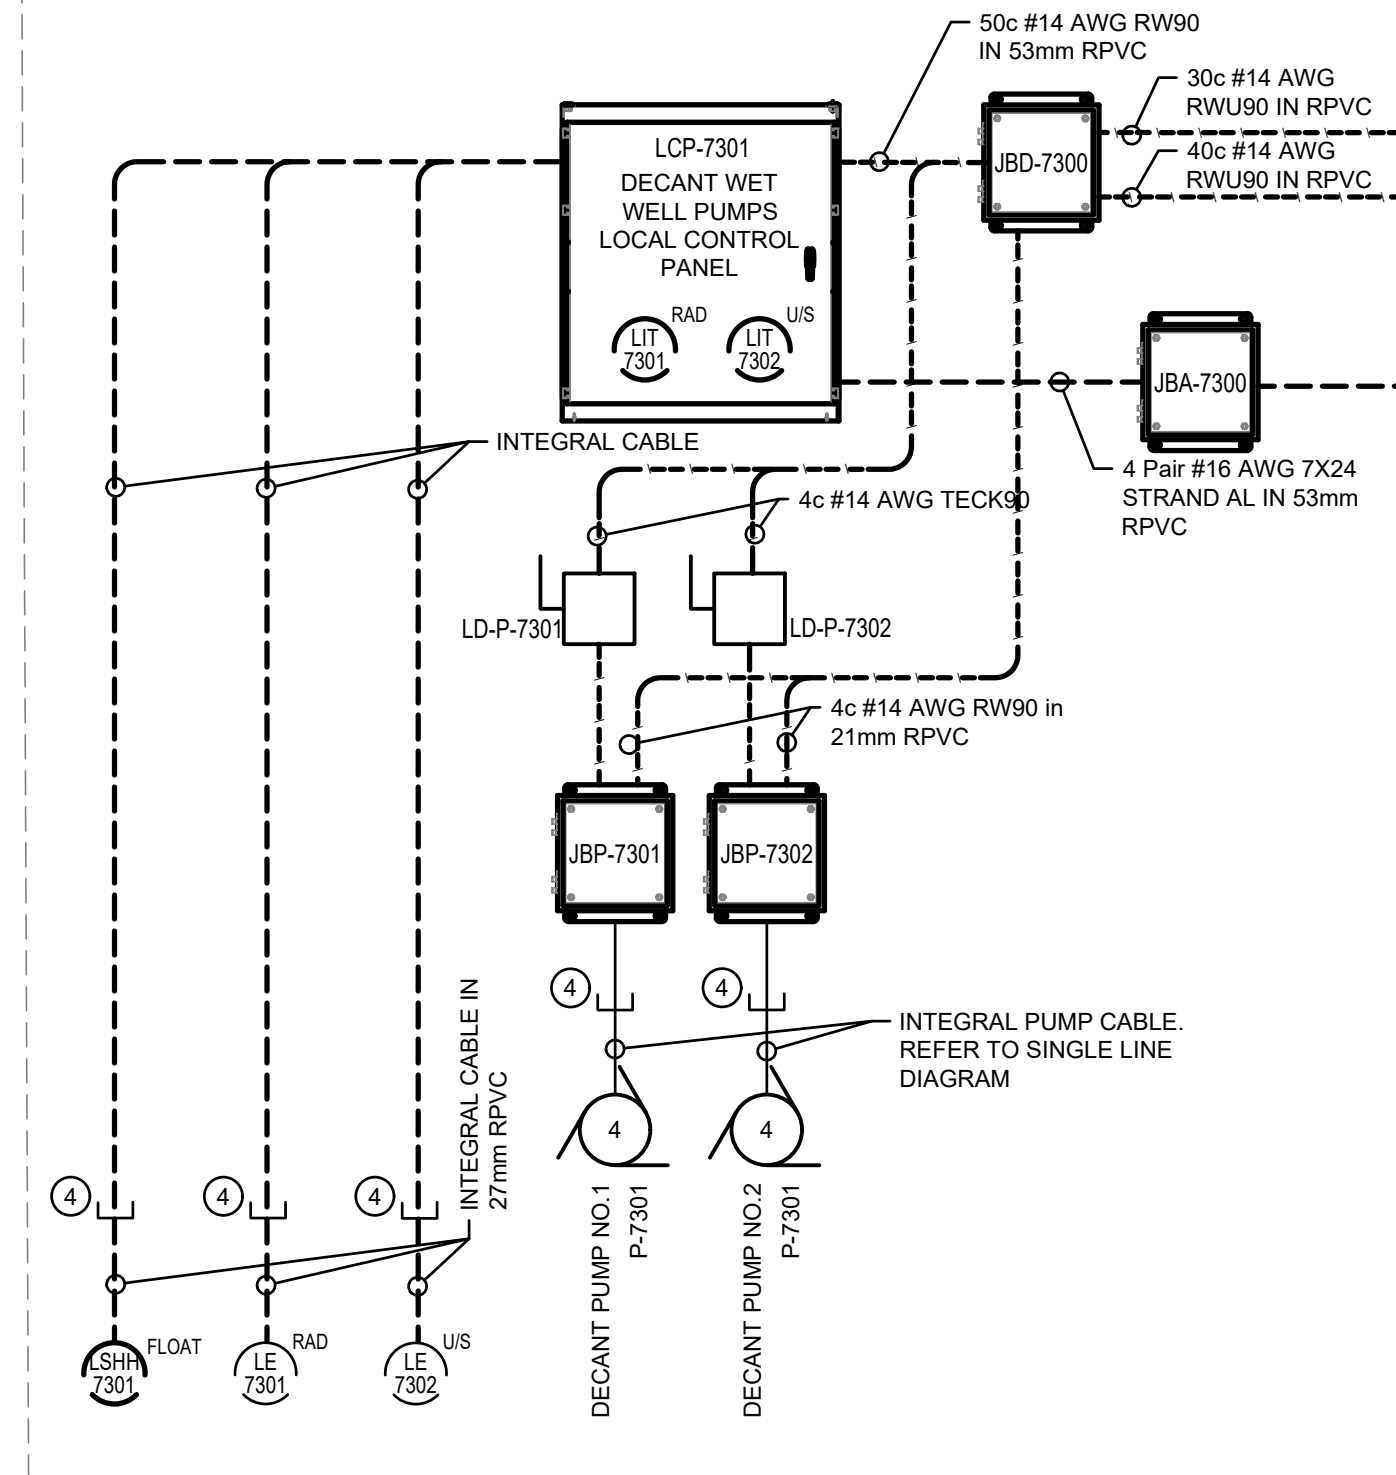 50c #14 AWG RW90
IN 53mm RPVC
30c #14 AWG
RWU90 IN RPVC
40c #14 AWG
RWU90 IN RPVC
LCP-7301
DECANT WET
WELL PUMPS
LOCAL CONTROL
PANEL
JBD-7300
RAD
LIT
7301
U/S
LIT
7302
JBA-7300
INTEGRAL CABLE
4 Pair #16 AWG 7X24
STRAND AL IN 53mm
RPVC
4c #14 AWG TECK90
LD-P-7301
LD-P-7302
4c #14 AWG RW90 in
21mm RPVC
JBP-7301
JBP-7302
4
4
INTEGRAL PUMP CABLE.
REFER TO SINGLE LINE
DIAGRAM
INTEGRAL CABLE IN
27mm RPVC
4
4
4
4
4
DECANT PUMP NO.1
P-7301
DECANT PUMP NO.2
P-7301
LSHH
7301
FLOAT
LE
7301
RAD
LE
7302
U/S